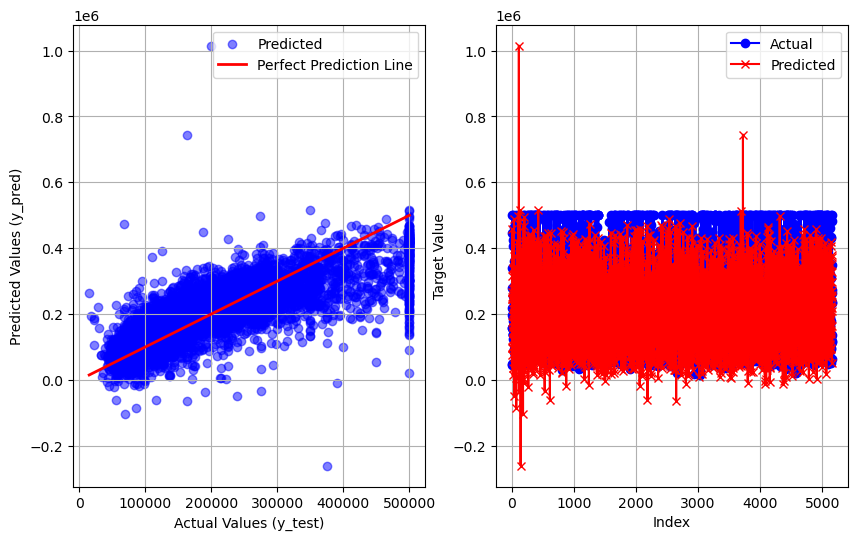 1e6
Predicted
Perfect Prediction Line
1.0
0.8
0.6
0.4
0.2
0.0
−0.2
Predicted Values (y_pred)
0
100000
200000
300000
400000
500000
Actual Values (y_test)
1e6
Actual
Predicted
1.0
0.8
0.6
0.4
0.2
0.0
−0.2
Target Value
0
1000
2000
3000
4000
5000
Index